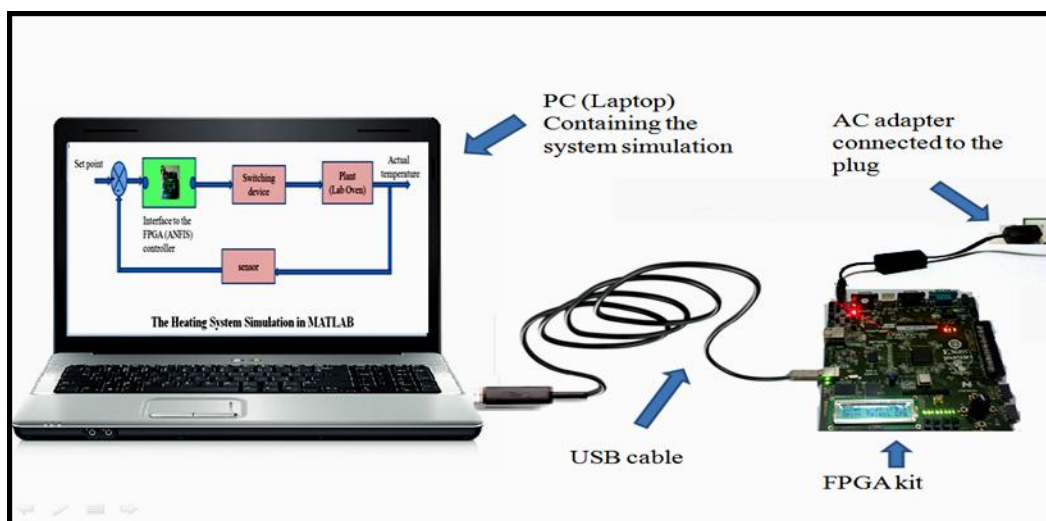 PC (Laptop)
Containing the
system simulation
AC adapter
connected to the
plug
Set point
Switching
device
Plant
(Lab Oven)
Actual
temperature
Interface to the
FPGA (ANFIS)
controller
sensor
The Heating System Simulation in MATLAB
USB cable
FPGA kit